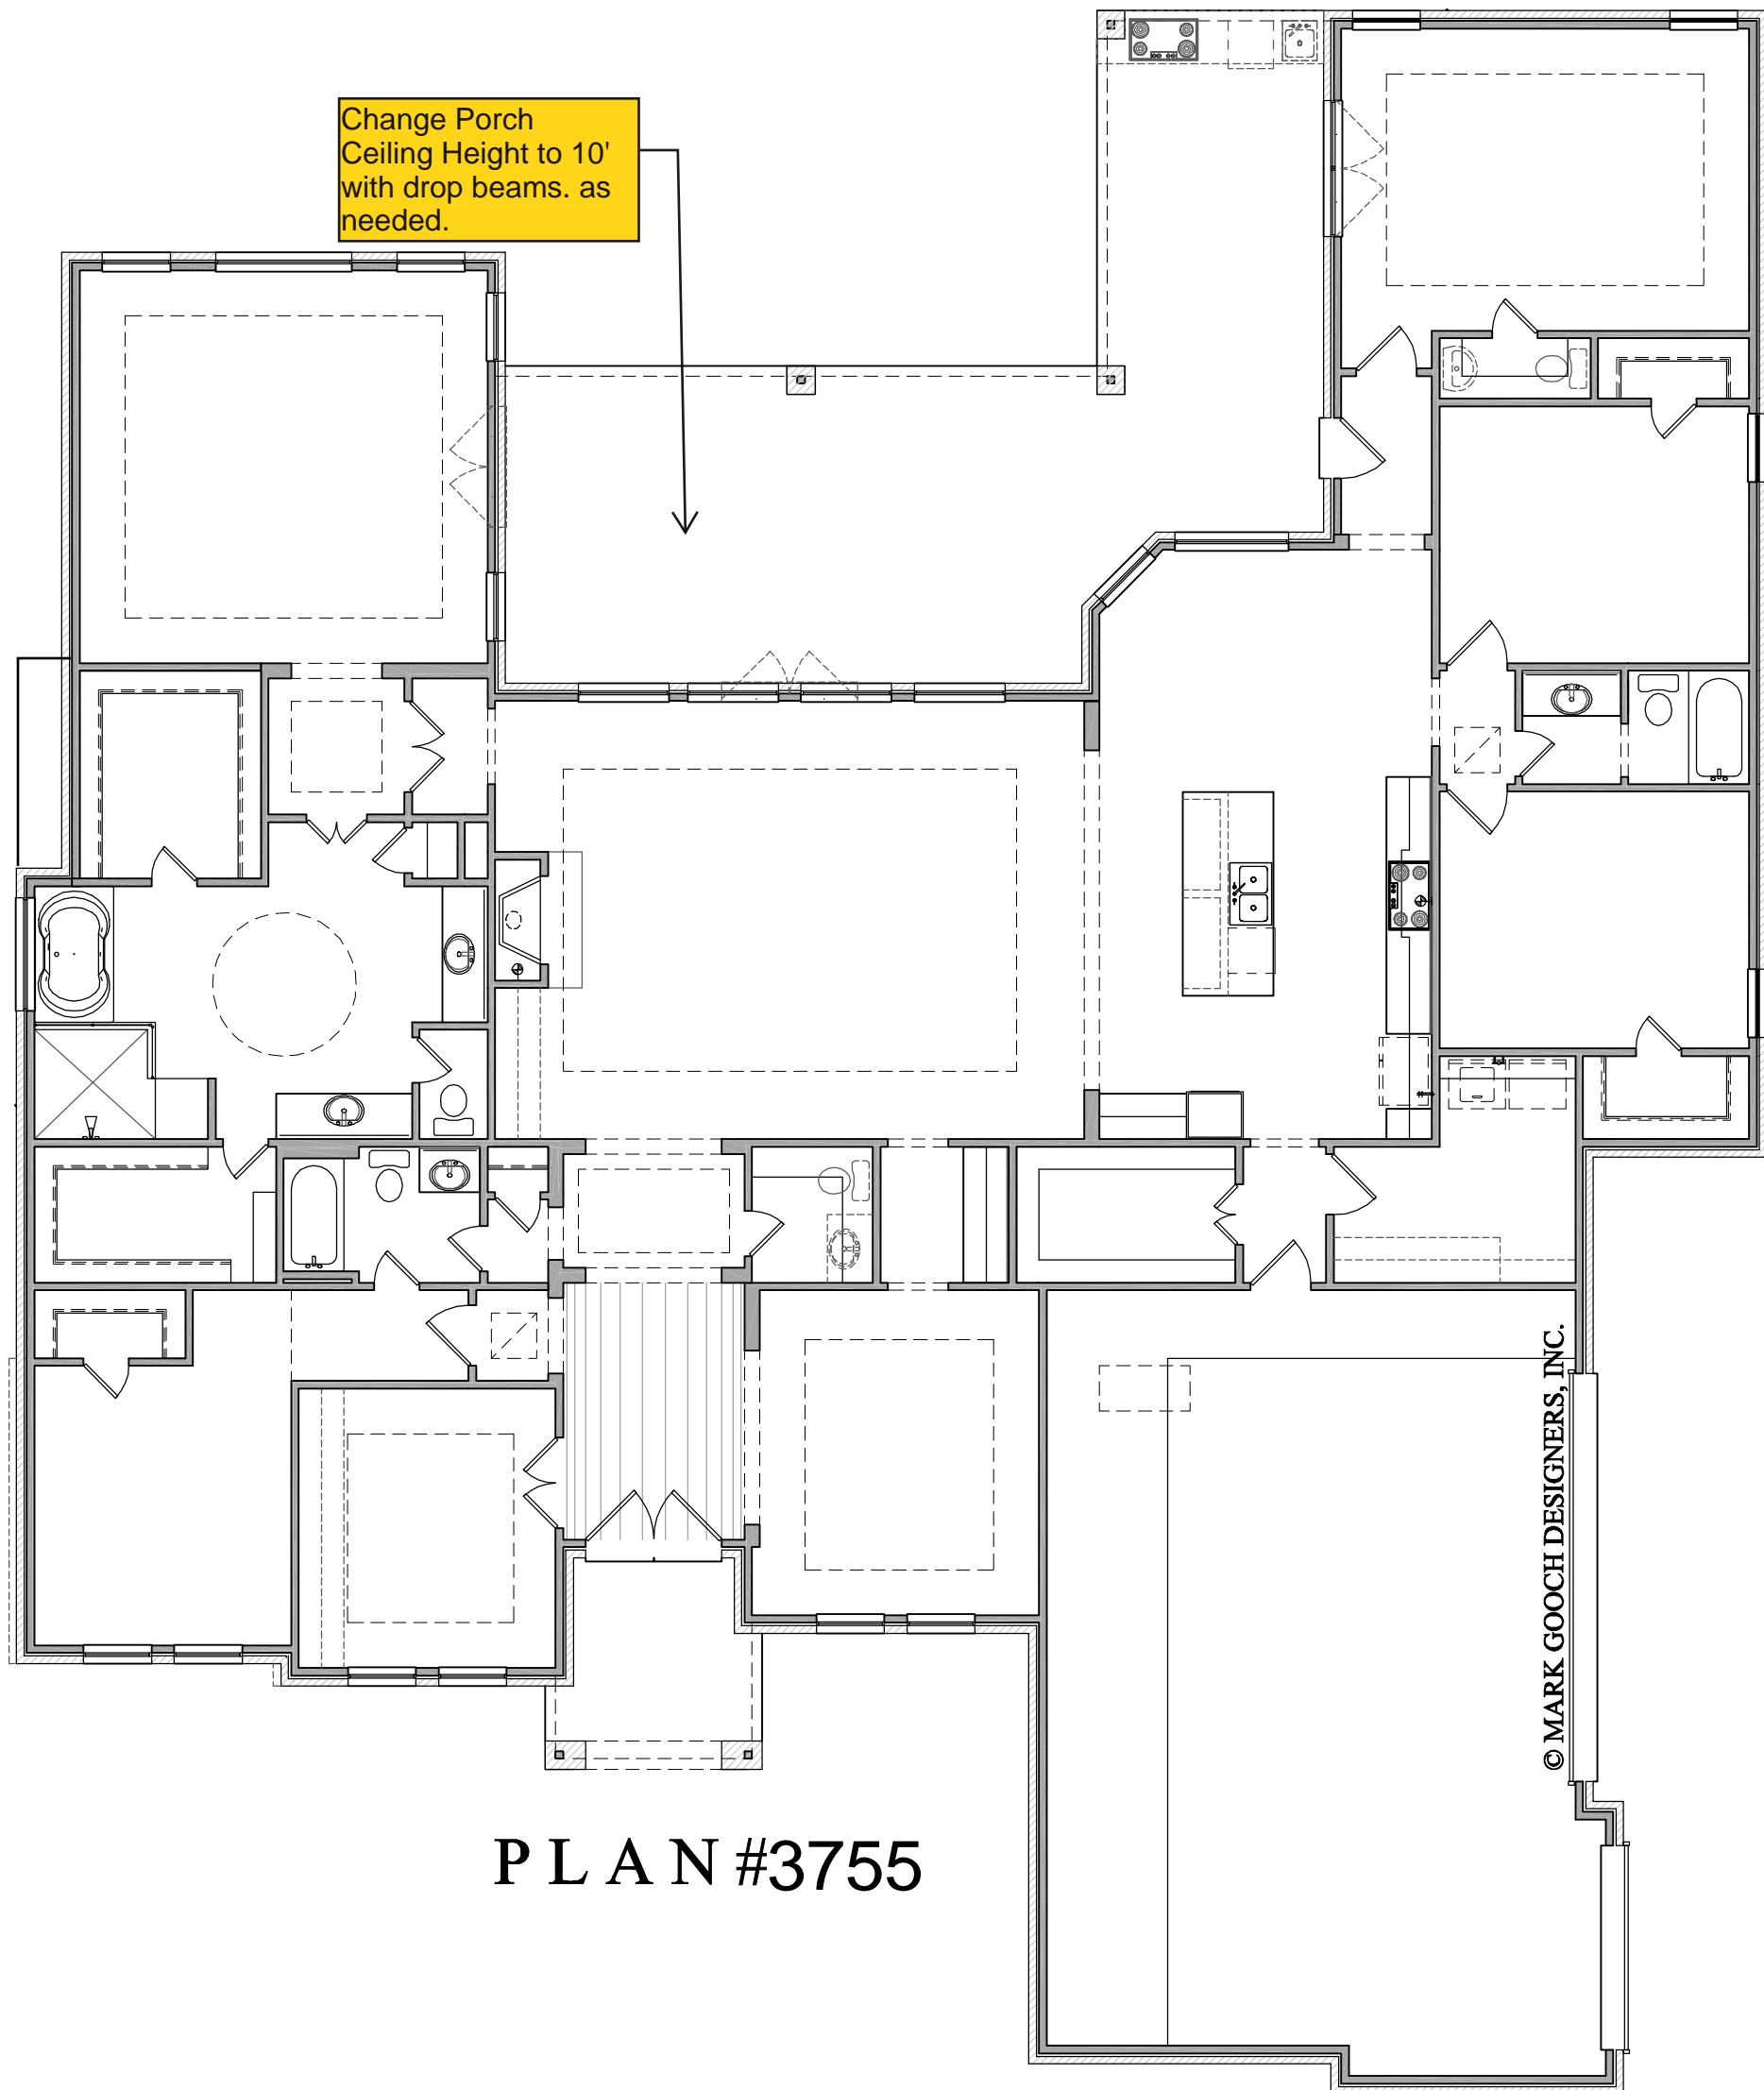 Change Porch
Ceiling Height to 10'
with drop beams. as
needed.
© MARK GOOCH DESIGNERS, INC.
PLAN #3755